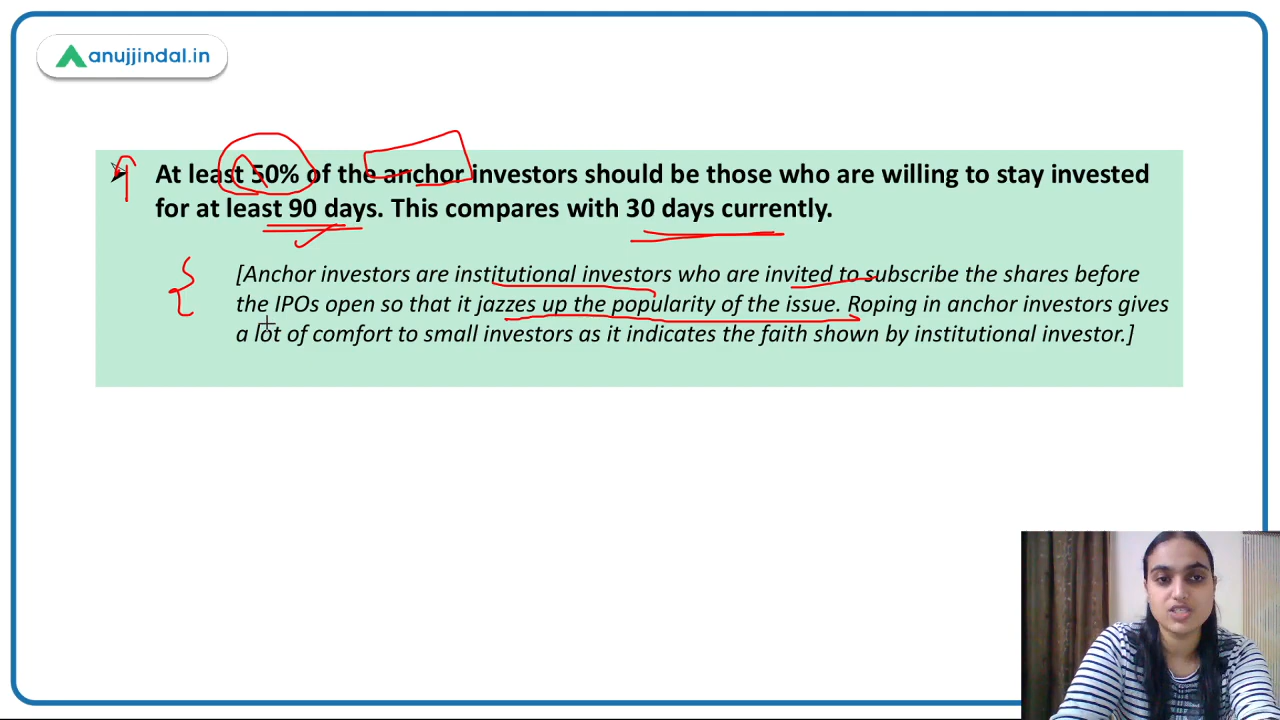 anujjindal.in
At least 50% of the anchor investors should be those who are willing to stay invested
for at least 90 days. This compares with 30 days currently.
[Anchor investors are institutional investors who are invited to subscribe the shares before
the IPOs open so that it jazzes up the popularity of the issue. Roping in anchor investors gives
a lot of comfort to small investors as it indicates the faith shown by institutional investor.]